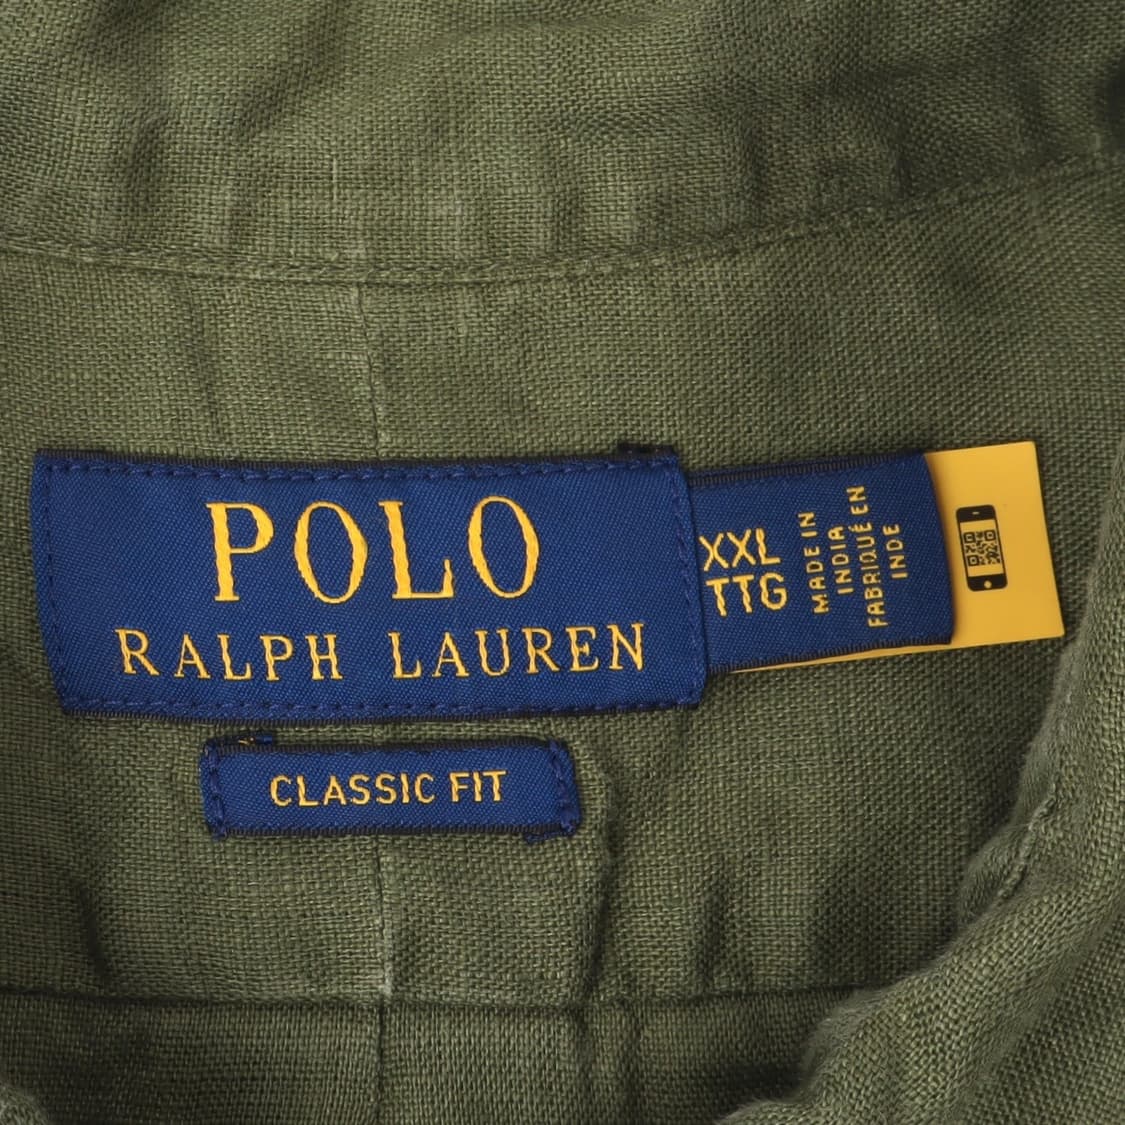 POLO
RALPH LAUREN
XXL
TTG
MADE IN
INDIA
FABRIQUÉ EN
INDE
CLASSIC FIT